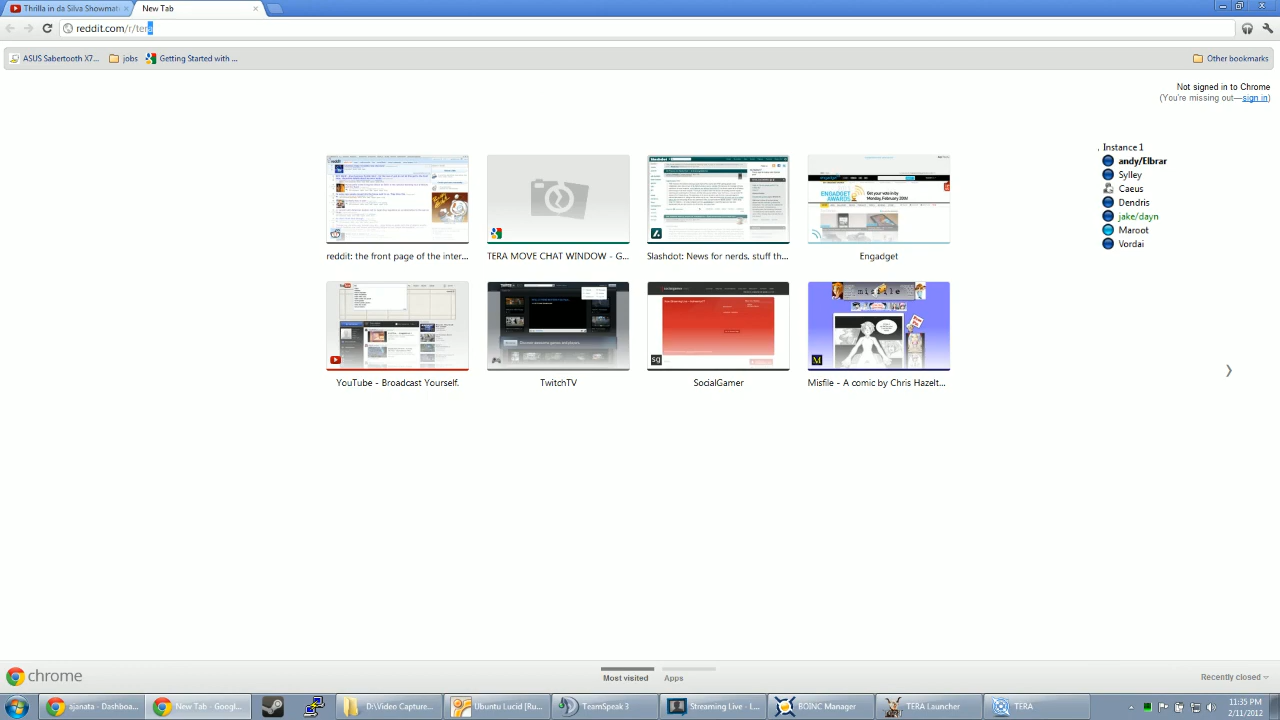 Thrilla in da Silva Showmat
New Tab
reddit.com/r/tera
ASUS Sabertooth X7...
jobs
Getting Started with ...
Other bookmarks
Not signed in to Chrome
(You're missing out—sign in)
Instance 1
Syley
Caeus
Dendris
jake/dayn
Maroot
Vordai
reddit: the front page of the inter...
TERA MOVE CHAT WINDOW - G...
Slashdot: News for nerds, stuff th...
Engadget
YouTube - Broadcast Yourself.
TwitchTV
SocialGamer
Misfile - A comic by Chris Hazelt...
chrome
Most visited
Apps
Recently closed
ajanata - Dashboa...
New Tab - Googl...
D:\Video Capture...
Ubuntu Lucid [Ru...
TeamSpeak 3
Streaming Live - L...
BOINC Manager
TERA Launcher
TERA
11:35 PM
2/11/2012